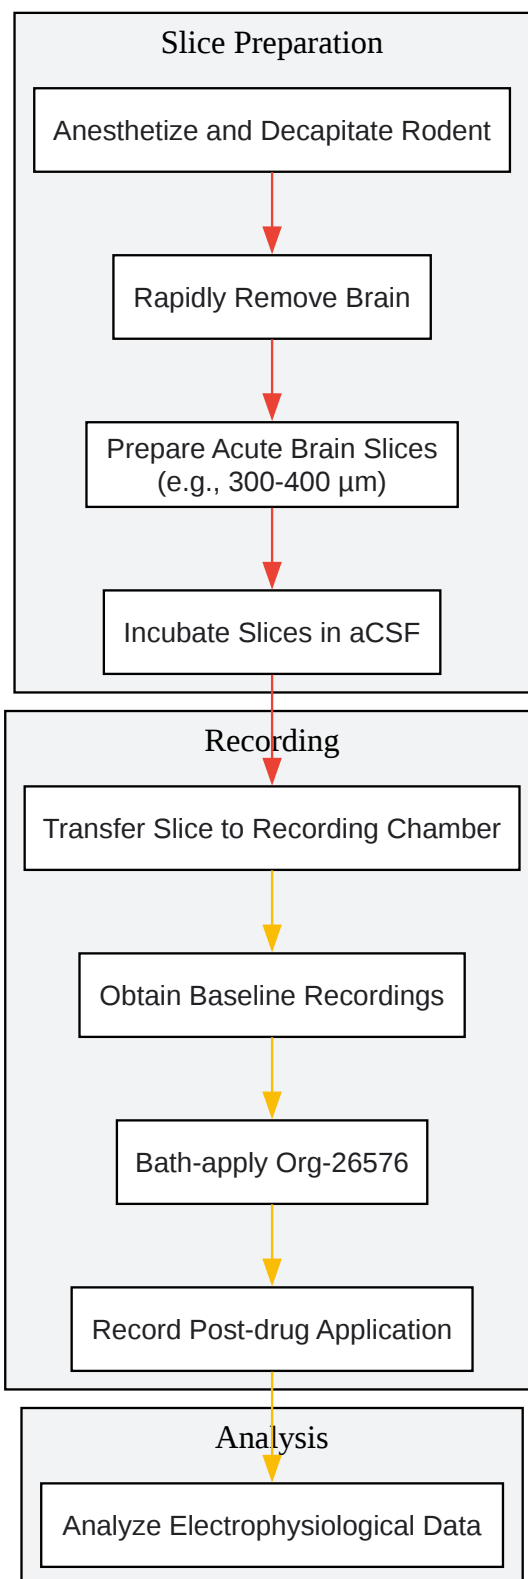 Slice Preparation
Anesthetize and Decapitate Rodent
Rapidly Remove Brain
Prepare Acute Brain Slices
(e.g., 300-400 µm)
Incubate Slices in aCSF
Recording
Transfer Slice to Recording Chamber
Obtain Baseline Recordings
Bath-apply Org-26576
Record Post-drug Application
Analysis
Analyze Electrophysiological Data